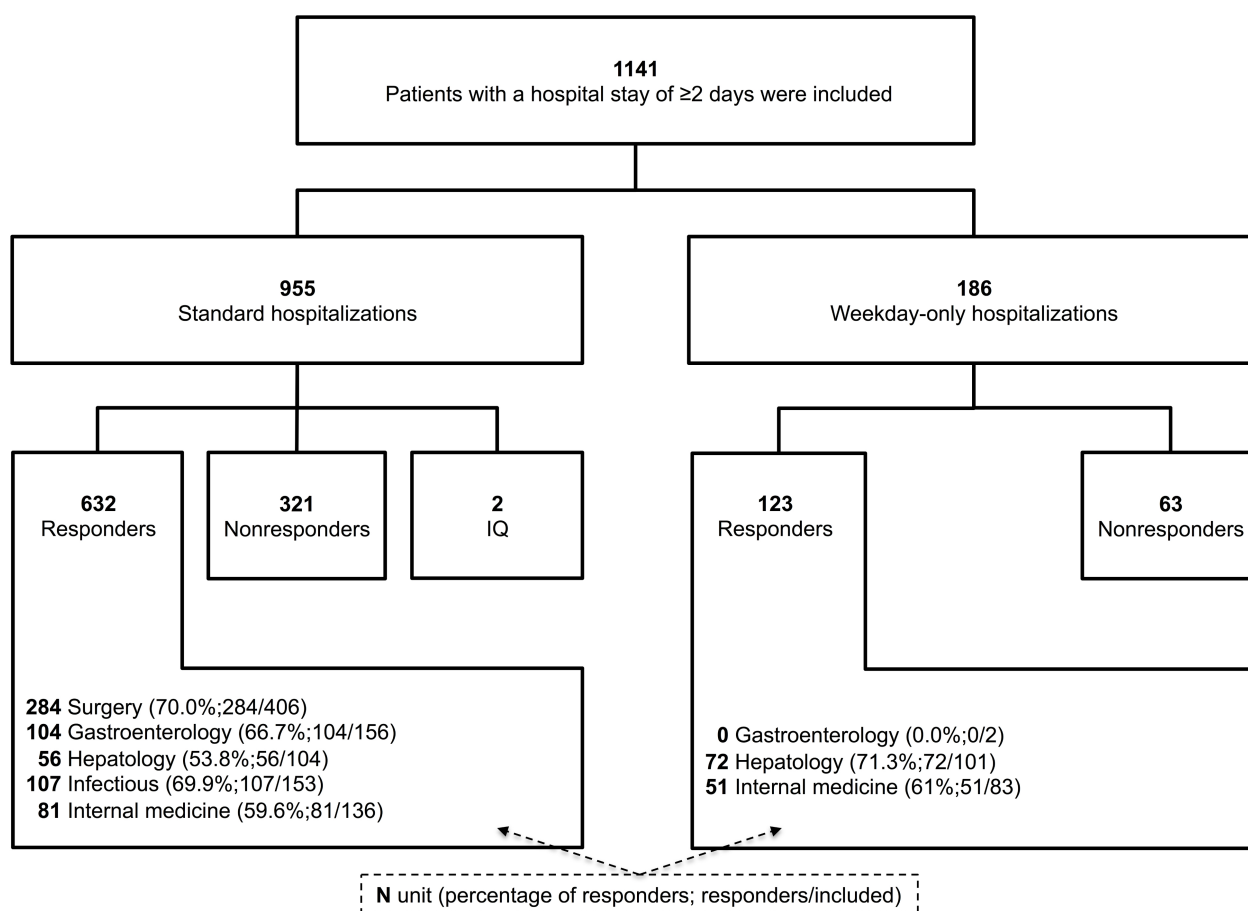 1141
Patients with a hospital stay of ≥2 days were included
955
Standard hospitalizations
186
Weekday-only hospitalizations
632
Responders
321
Nonresponders
2
IQ
123
Responders
63
Nonresponders
284 Surgery (70.0%;284/406)
104 Gastroenterology (66.7%;104/156)
56 Hepatology (53.8%;56/104)
107 Infectious (69.9%;107/153)
81 Internal medicine (59.6%;81/136)
0 Gastroenterology (0.0%;0/2)
72 Hepatology (71.3%;72/101)
51 Internal medicine (61%;51/83)
N unit (percentage of responders; responders/included)